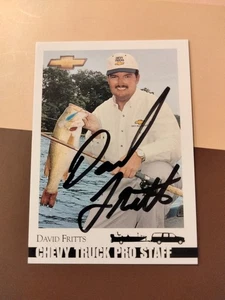 David Fritts
DAVID FRITTS
CHEVY TRUCK PRO STAFF